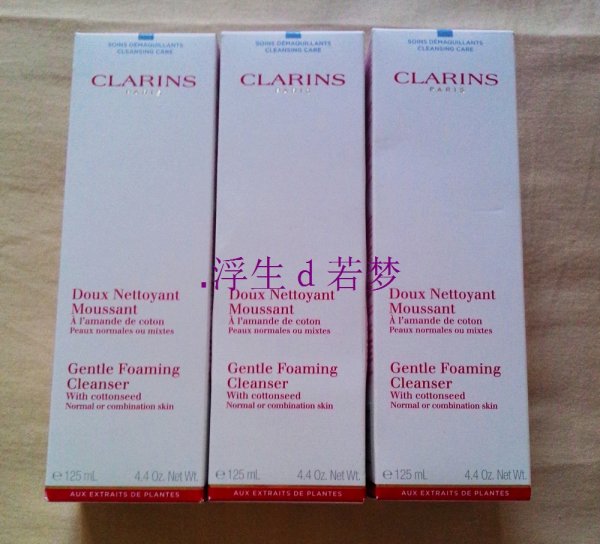 SOINS DÉMAQUILLANTS
CLEANSING CARE
CLARINS
PARIS
Doux Nettoyant
Moussant
À l'amande de coton
Peaux normales ou mixtes
Gentle Foaming
Cleanser
With cottonseed
Normal or combination skin
℮ 125 mL 4.4 Oz. Net Wt.
AUX EXTRAITS DE PLANTES
SOINS DÉMAQUILLANTS
CLEANSING CARE
CLARINS
PARIS
Doux Nettoyant
Moussant
À l'amande de coton
Peaux normales ou mixtes
Gentle Foaming
Cleanser
With cottonseed
Normal or combination skin
℮ 125 mL 4.4 Oz. Net Wt.
AUX EXTRAITS DE PLANTES
SOINS DÉMAQUILLANTS
CLEANSING CARE
CLARINS
PARIS
Doux Nettoyant
Moussant
À l'amande de coton
Peaux normales ou mixtes
Gentle Foaming
Cleanser
With cottonseed
Normal or combination skin
℮ 125 mL 4.4 Oz. Net Wt.
AUX EXTRAITS DE PLANTES
.浮生 d 若梦